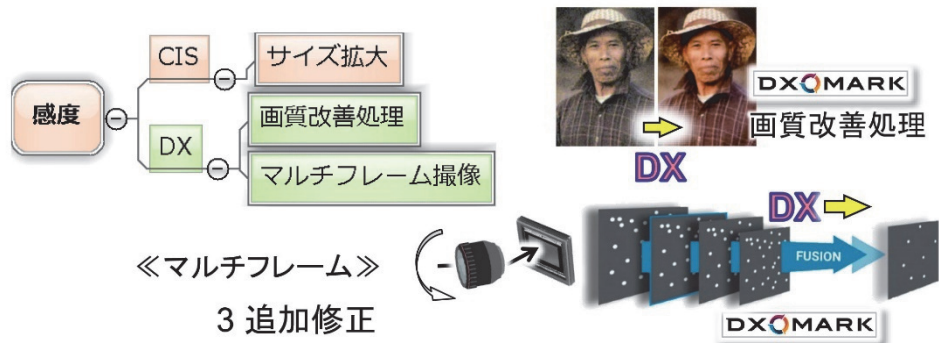 感度
CIS
サイズ拡大
DX
画質改善処理
マルチフレーム撮像
DXOMARK
画質改善処理
DX
DX
FUSION
≪マルチフレーム≫
3 追加修正
DXOMARK